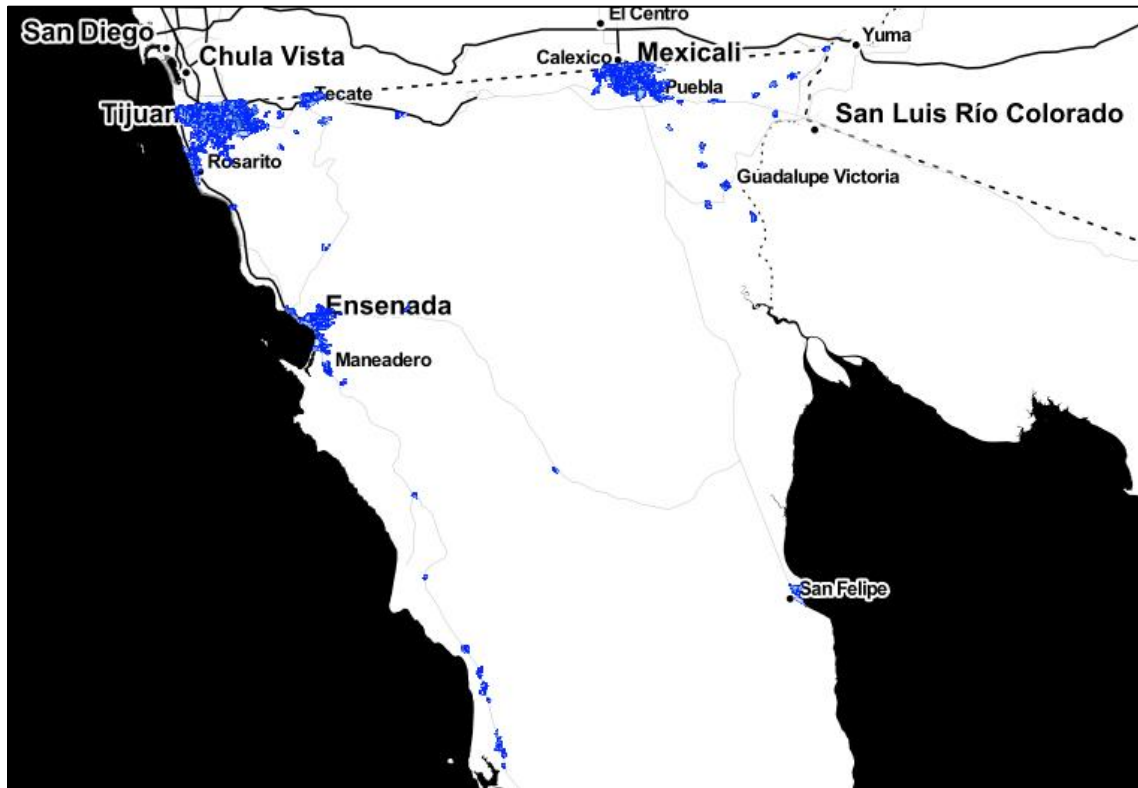 El Centro
San Diego
Yuma
Chula Vista
Calexico
Mexicali
Tecate
Puebla
Tijuan
San Luis Río Colorado
Rosarito
Guadalupe Victoria
Ensenada
Maneadero
San Felipe